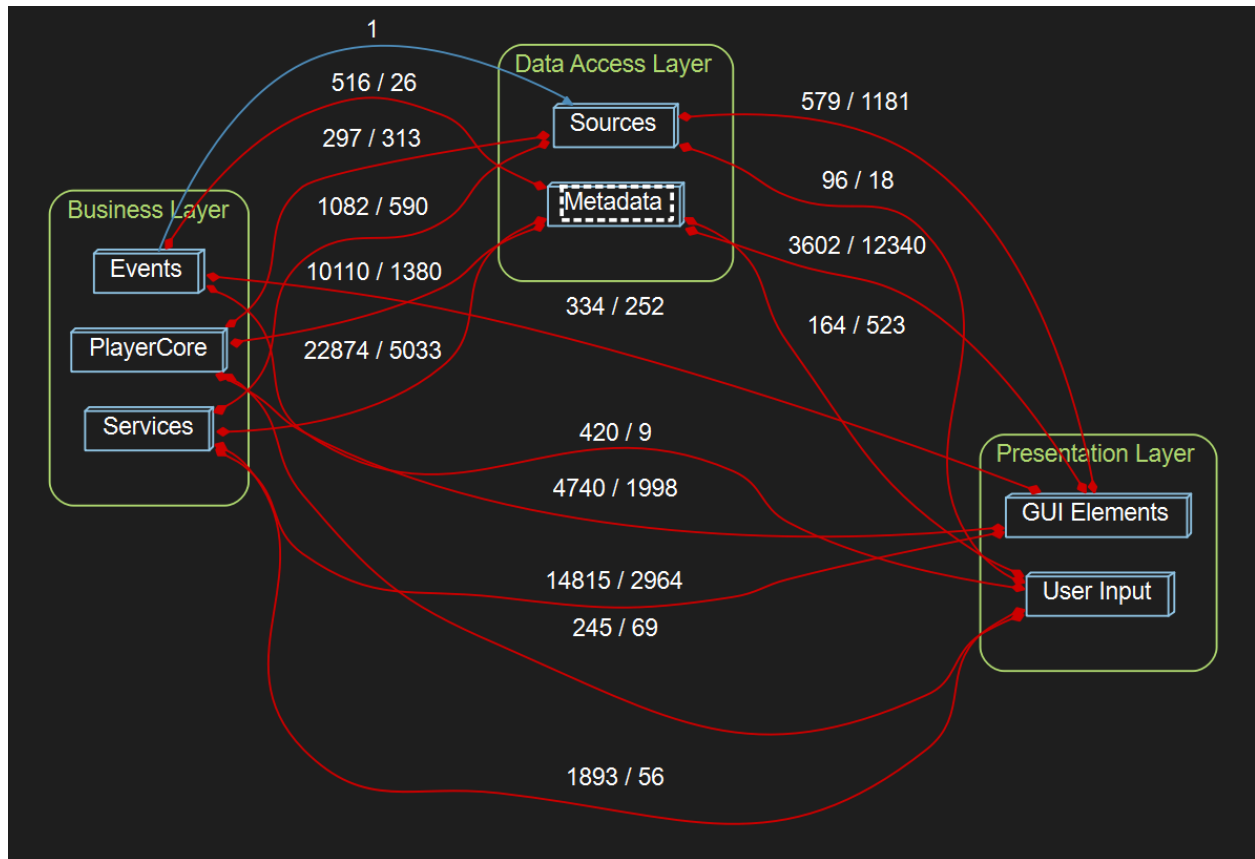 1
Data Access Layer
516 / 26
579 / 1181
Sources
297 / 313
96 / 18
Business Layer
1082 / 590
Metadata
3602 / 12340
Events
10110 / 1380
334 / 252
164 / 523
PlayerCore
22874 / 5033
Services
420 / 9
Presentation Layer
4740 / 1998
GUI Elements
14815 / 2964
User Input
245 / 69
1893 / 56